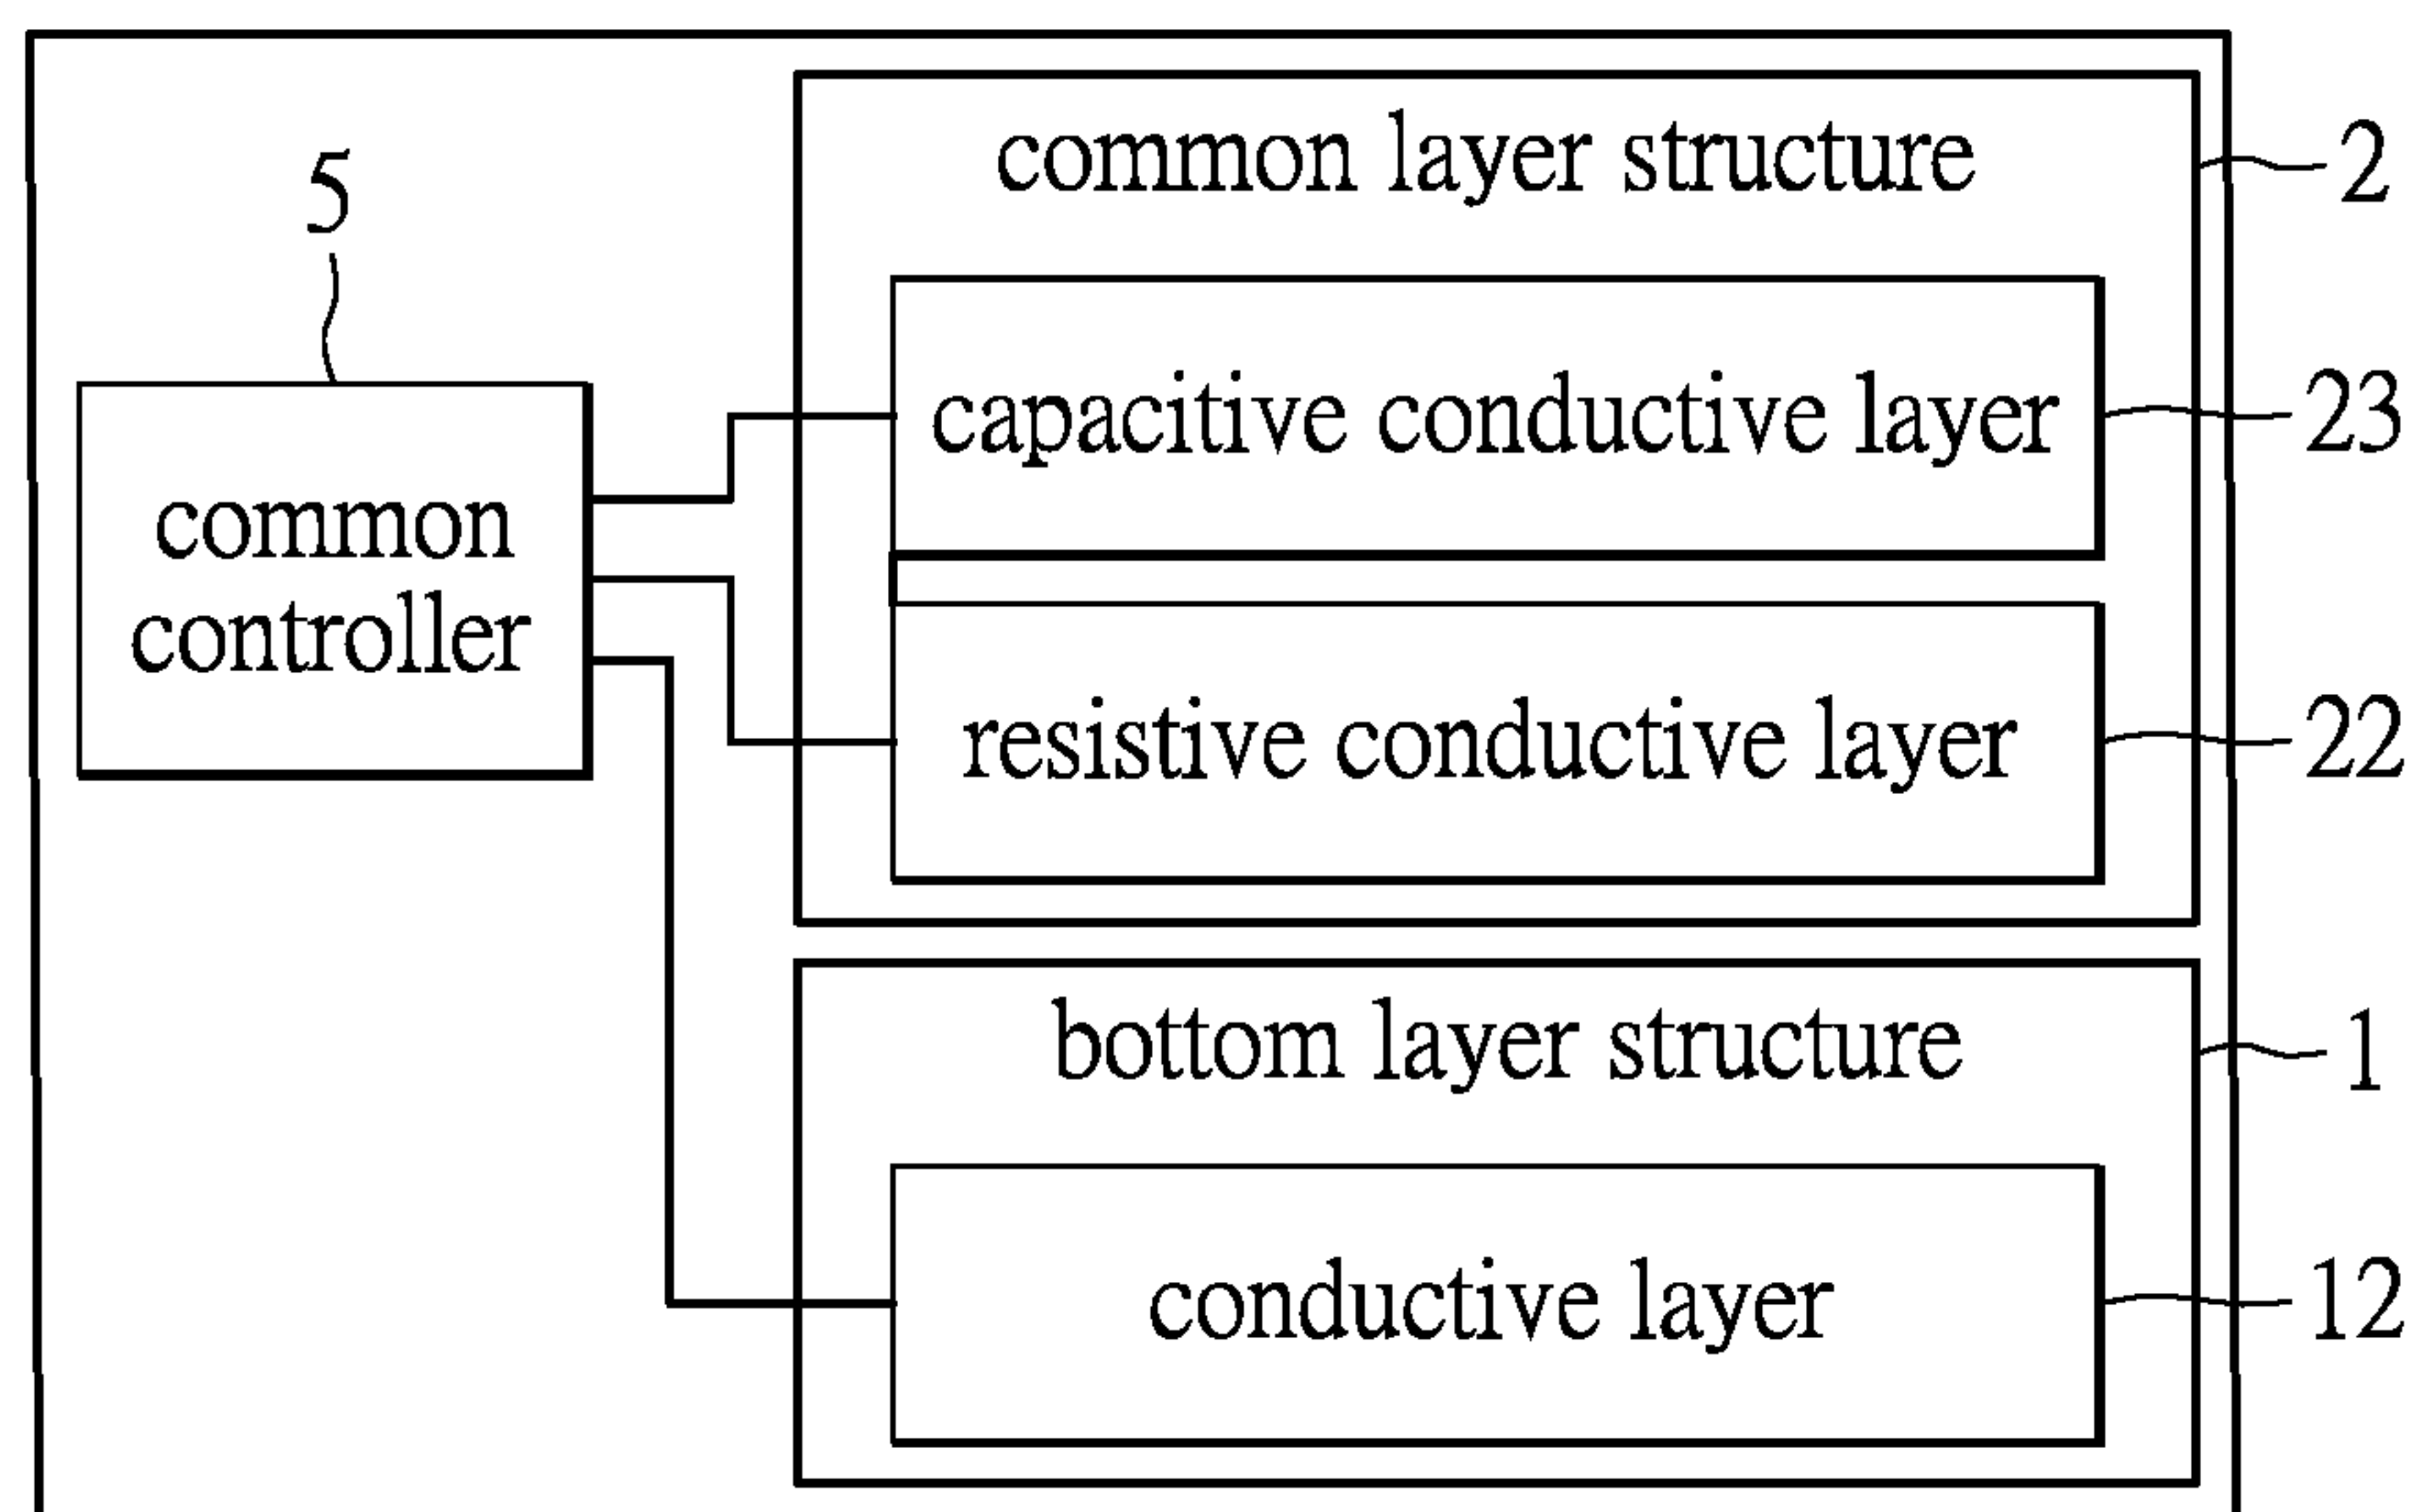 common layer structure
2
5
capacitive conductive layer
23
common
controller
resistive conductive layer
22
bottom layer structure
1
conductive layer
12